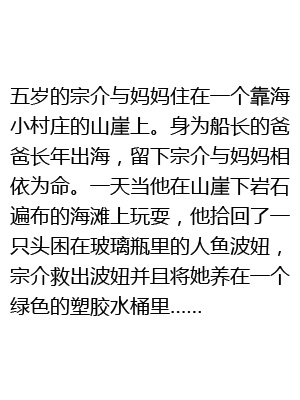 五岁的宗介与妈妈住在一个靠海
小村庄的山崖上。身为船长的爸
爸长年出海，留下宗介与妈妈相
依为命。一天当他在山崖下岩石
遍布的海滩上玩耍，他拾回了一
只头困在玻璃瓶里的人鱼波妞，
宗介救出波妞并且将她养在一个
绿色的塑胶水桶里......